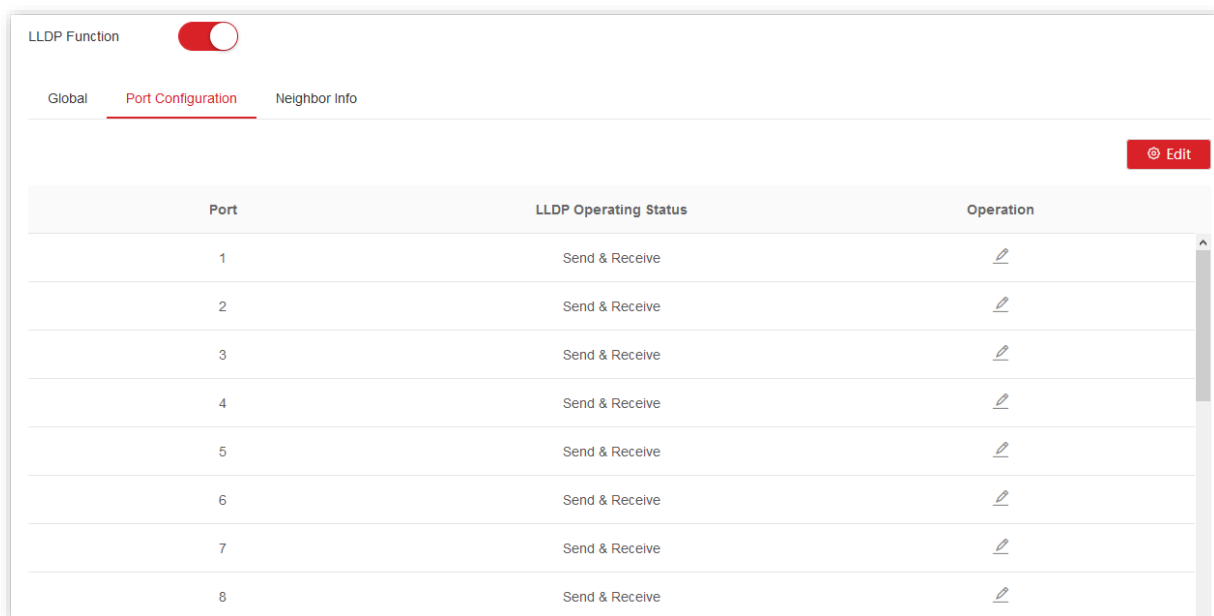 LLDP Function
Global Port Configuration Neighbor Info
Edit
Port LLDP Operating Status Operation
1 Send & Receive
2 Send & Receive
3 Send & Receive
4 Send & Receive
5 Send & Receive
6 Send & Receive
7 Send & Receive
8 Send & Receive